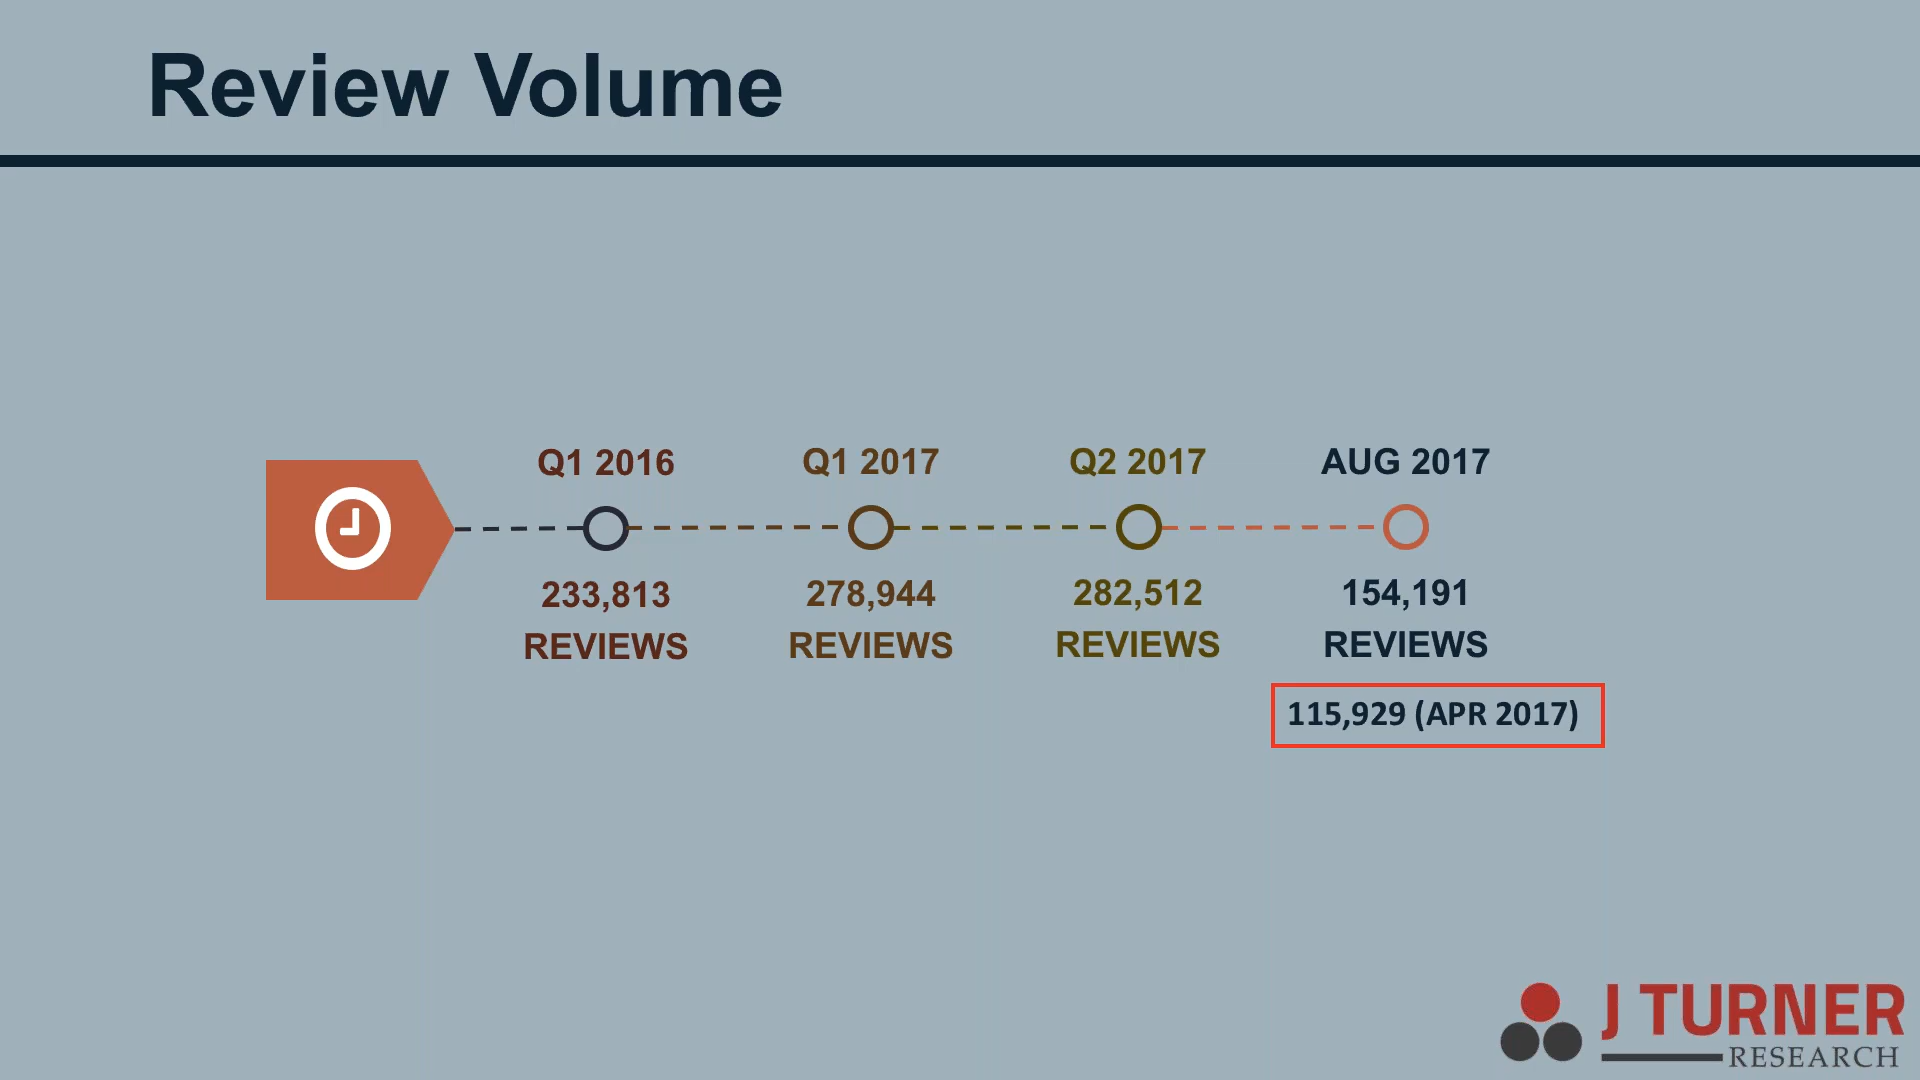 Review Volume
Q1 2016
Q1 2017
Q2 2017
AUG 2017
233,813
REVIEWS
278,944
REVIEWS
282,512
REVIEWS
154,191
REVIEWS
115,929 (APR 2017)
J TURNER
RESEARCH